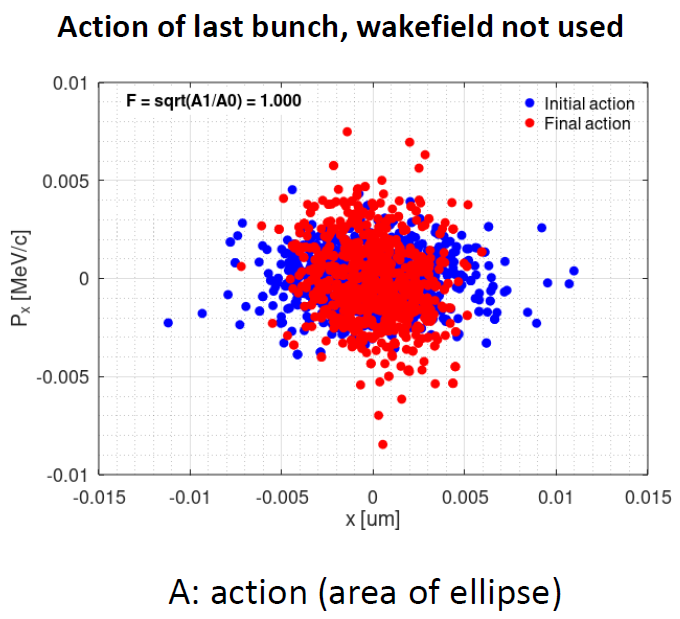 Action of last bunch, wakefield not used
F = sqrt(A1/A0) = 1.000
Initial action
Final action
0.01
0.005
0
-0.005
-0.01
Pₓ [MeV/c]
-0.015 -0.01 -0.005 0 0.005 0.01 0.015
x [um]
A: action (area of ellipse)